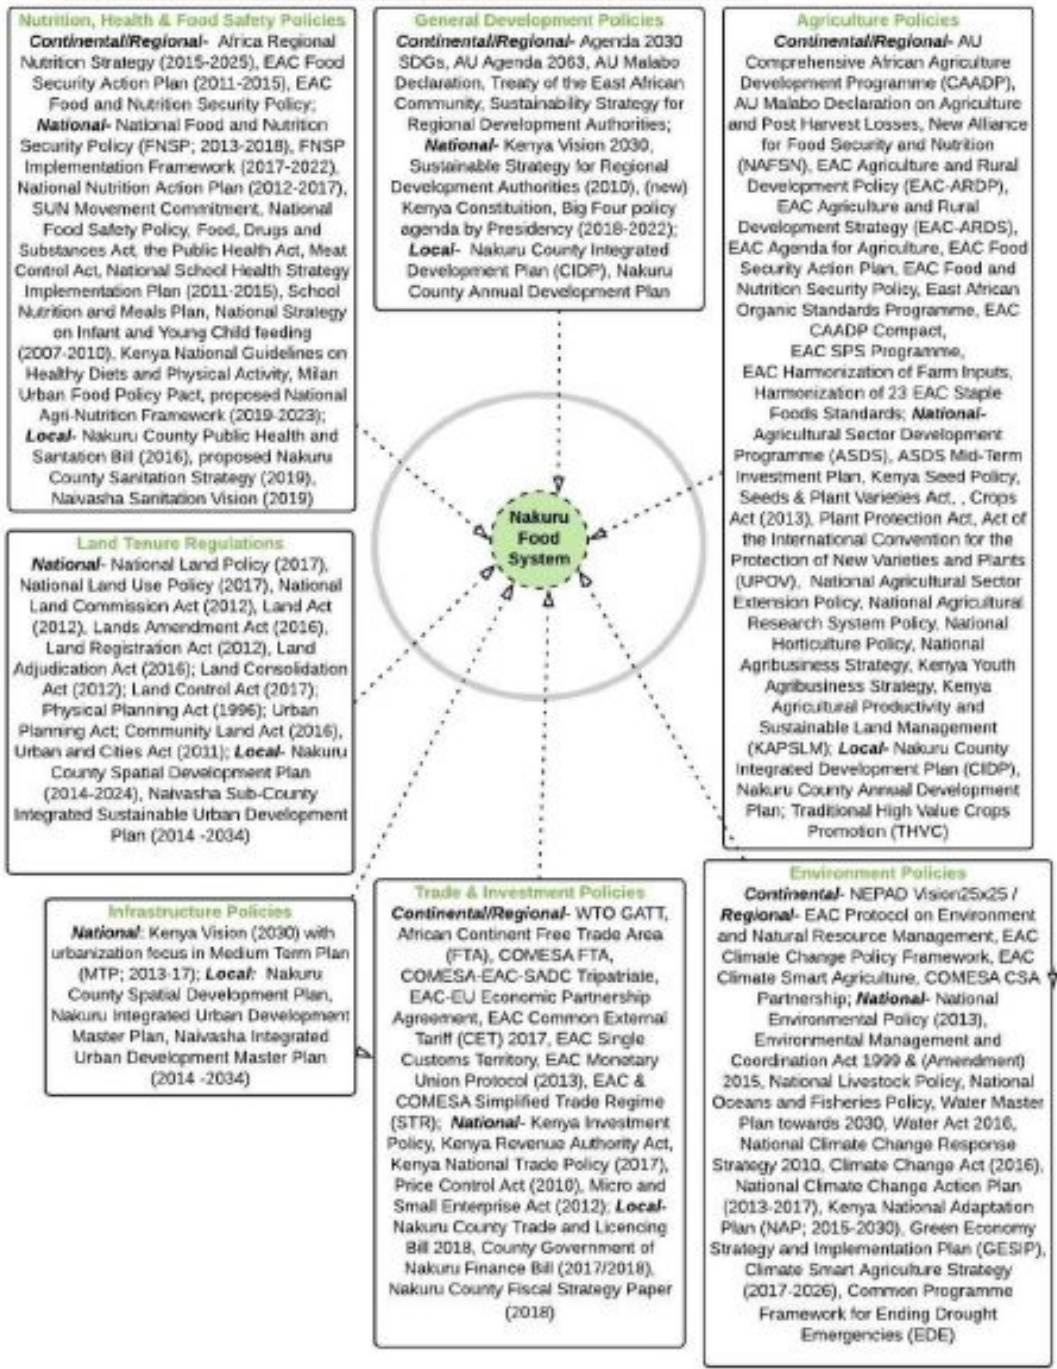 Nutrition, Health & Food Safety Policies
Continental/Regional- Africa Regional
Nutrition Strategy (2015-2025), EAC Food
Security Action Plan (2011-2015), EAC
Food and Nutrition Security Policy;
National- National Food and Nutrition
Security Policy (FNSP; 2013-2018), FNSP
Implementation Framework (2017-2022),
National Nutrition Action Plan (2012-2017),
SUN Movement Commitment, National
Food Safety Policy, Food, Drugs and
Substances Act, the Public Health Act, Meat
Control Act, National School Health Strategy
Implementation Plan (2011-2015), School
Nutrition and Meals Plan, National Strategy
on Infant and Young Child feeding
(2007-2010), Kenya National Guidelines on
Healthy Diets and Physical Activity, Milan
Urban Food Policy Pact, proposed National
Agri-Nutrition Framework (2019-2023);
Local- Nakuru County Public Health and
Santation Bill (2016), proposed Nakuru
County Sanitation Strategy (2019),
Naivasha Sanitation Vision (2019)
General Development Policies
Continental/Regional- Agenda 2030
SDGs, AU Agenda 2063, AU Malabo
Declaration, Treaty of the East African
Community, Sustainability Strategy for
Regional Development Authorities;
National- Kenya Vision 2030,
Sustainable Strategy for Regional
Development Authorities (2010), (new)
Kenya Constituition, Big Four policy
agenda by Presidency (2018-2022);
Local- Nakuru County Integrated
Development Plan (CIDP), Nakuru
County Annual Development Plan
Agriculture Policies
Continental/Regional- AU
Comprehensive African Agriculture
Development Programme (CAADP),
AU Malabo Declaration on Agriculture
and Post Harvest Losses, New Alliance
for Food Security and Nutrition
(NAFSN), EAC Agriculture and Rural
Development Policy (EAC-ARDP),
EAC Agriculture and Rural
Development Strategy (EAC-ARDS),
EAC Agenda for Agriculture, EAC Food
Security Action Plan, EAC Food and
Nutrition Security Policy, East African
Organic Standards Programme, EAC
CAADP Compact,
EAC SPS Programme,
EAC Harmonization of Farm Inputs,
Harmonization of 23 EAC Staple
Foods Standards; National-
Agricultural Sector Development
Programme (ASDS), ASDS Mid-Term
Investment Plan, Kenya Seed Policy,
Seeds & Plant Varieties Act, , Crops
Act (2013), Plant Protection Act, Act of
the International Convention for the
Protection of New Varieties and Plants
(UPOV), National Agricultural Sector
Extension Policy, National Agricultural
Research System Policy, National
Horticulture Policy, National
Agribusiness Strategy, Kenya Youth
Agribusiness Strategy, Kenya
Agricultural Productivity and
Sustainable Land Management
(KAPSLM); Local- Nakuru County
Integrated Development Plan (CIDP),
Nakuru County Annual Development
Plan; Traditional High Value Crops
Promotion (THVC)
Nakuru
Food
System
Land Tenure Regulations
National- National Land Policy (2017),
National Land Use Policy (2017), National
Land Commission Act (2012), Land Act
(2012), Lands Amendment Act (2016),
Land Registration Act (2012), Land
Adjudication Act (2016); Land Consolidation
Act (2012); Land Control Act (2017);
Physical Planning Act (1996); Urban
Planning Act; Community Land Act (2016),
Urban and Cities Act (2011); Local- Nakuru
County Spatial Development Plan
(2014-2024), Naivasha Sub-County
Integrated Sustainable Urban Development
Plan (2014 -2034)
Infrastructure Policies
National: Kenya Vision (2030) with
urbanization focus in Medium Term Plan
(MTP; 2013-17); Local: Nakuru
County Spatial Development Plan,
Nakuru Integrated Urban Development
Master Plan, Naivasha Integrated
Urban Development Master Plan
(2014 -2034)
Trade & Investment Policies
Continental/Regional- WTO GATT,
African Continent Free Trade Area
(FTA), COMESA FTA,
COMESA-EAC-SADC Tripatriate,
EAC-EU Economic Partnership
Agreement, EAC Common External
Tariff (CET) 2017, EAC Single
Customs Territory, EAC Monetary
Union Protocol (2013), EAC &
COMESA Simplified Trade Regime
(STR); National- Kenya Investment
Policy, Kenya Revenue Authority Act,
Kenya National Trade Policy (2017),
Price Control Act (2010), Micro and
Small Enterprise Act (2012); Local-
Nakuru County Trade and Licencing
Bill 2018, County Government of
Nakuru Finance Bill (2017/2018),
Nakuru County Fiscal Strategy Paper
(2018)
Environment Policies
Continental- NEPAD Vision25x25 /
Regional- EAC Protocol on Environment
and Natural Resource Management, EAC
Climate Change Policy Framework, EAC
Climate Smart Agriculture, COMESA CSA
Partnership; National- National
Environmental Policy (2013),
Environmental Management and
Coordination Act 1999 & (Amendment)
2015, National Livestock Policy, National
Oceans and Fisheries Policy, Water Master
Plan towards 2030, Water Act 2016,
National Climate Change Response
Strategy 2010, Climate Change Act (2016),
National Climate Change Action Plan
(2013-2017), Kenya National Adaptation
Plan (NAP; 2015-2030), Green Economy
Strategy and Implementation Plan (GESIP),
Climate Smart Agriculture Strategy
(2017-2026), Common Programme
Framework for Ending Drought
Emergencies (EDE)